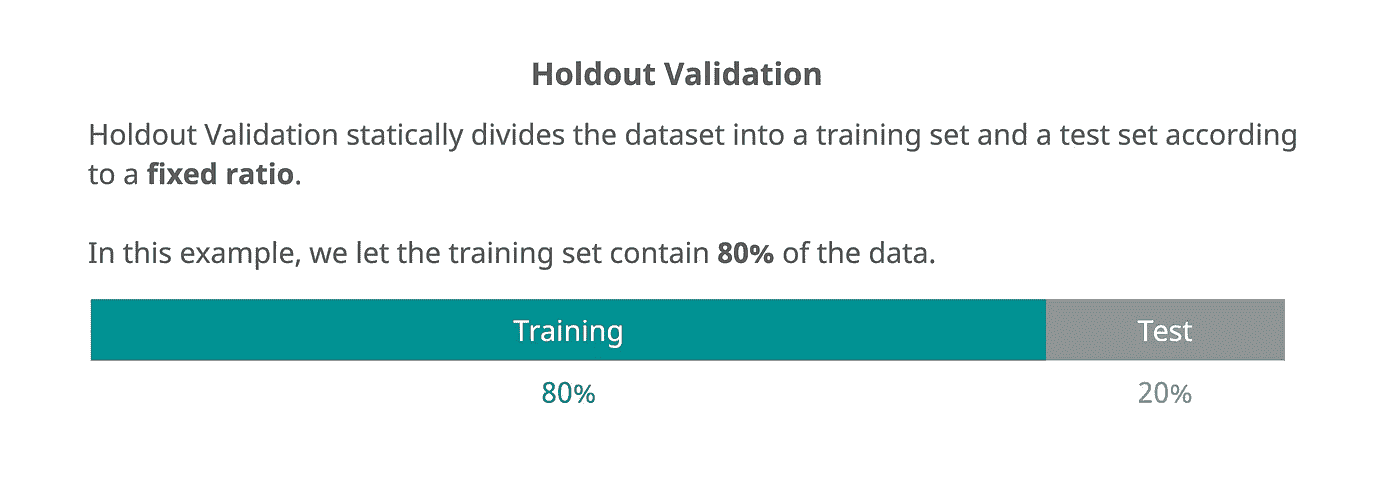 Holdout Validation
Holdout Validation statically divides the dataset into a training set and a test set according
to a fixed ratio.
In this example, we let the training set contain 80% of the data.
Training Test
80% 20%